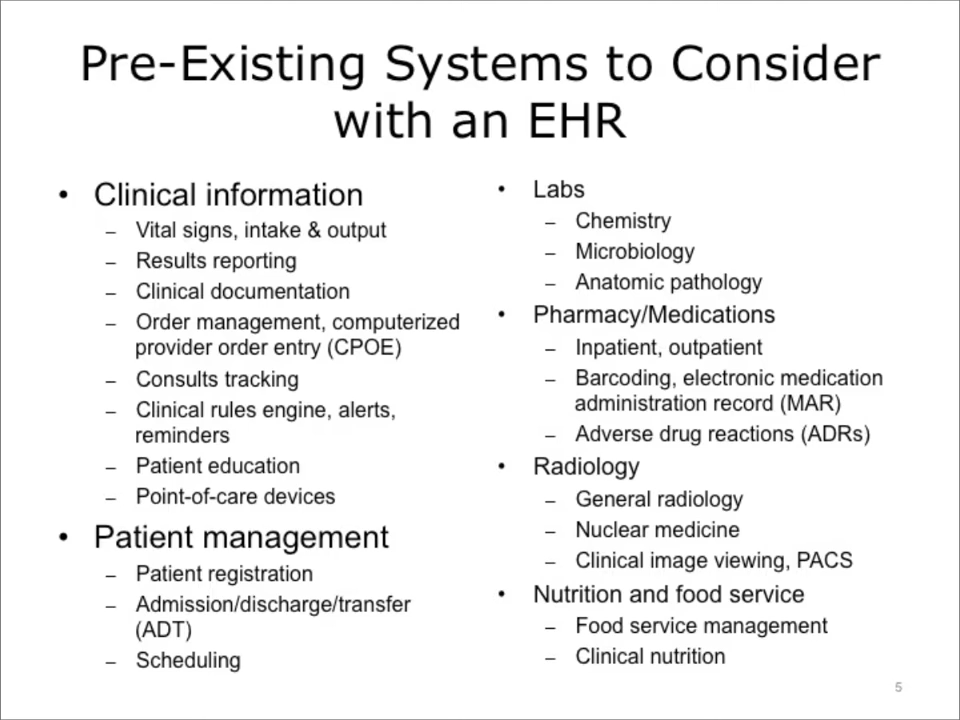 Pre-Existing Systems to Consider
with an EHR
• Clinical information
– Vital signs, intake & output
– Results reporting
– Clinical documentation
– Order management, computerized
provider order entry (CPOE)
– Consults tracking
– Clinical rules engine, alerts,
reminders
– Patient education
– Point-of-care devices
• Patient management
– Patient registration
– Admission/discharge/transfer
(ADT)
– Scheduling
• Labs
– Chemistry
– Microbiology
– Anatomic pathology
• Pharmacy/Medications
– Inpatient, outpatient
– Barcoding, electronic medication
administration record (MAR)
– Adverse drug reactions (ADRs)
• Radiology
– General radiology
– Nuclear medicine
– Clinical image viewing, PACS
• Nutrition and food service
– Food service management
– Clinical nutrition
5